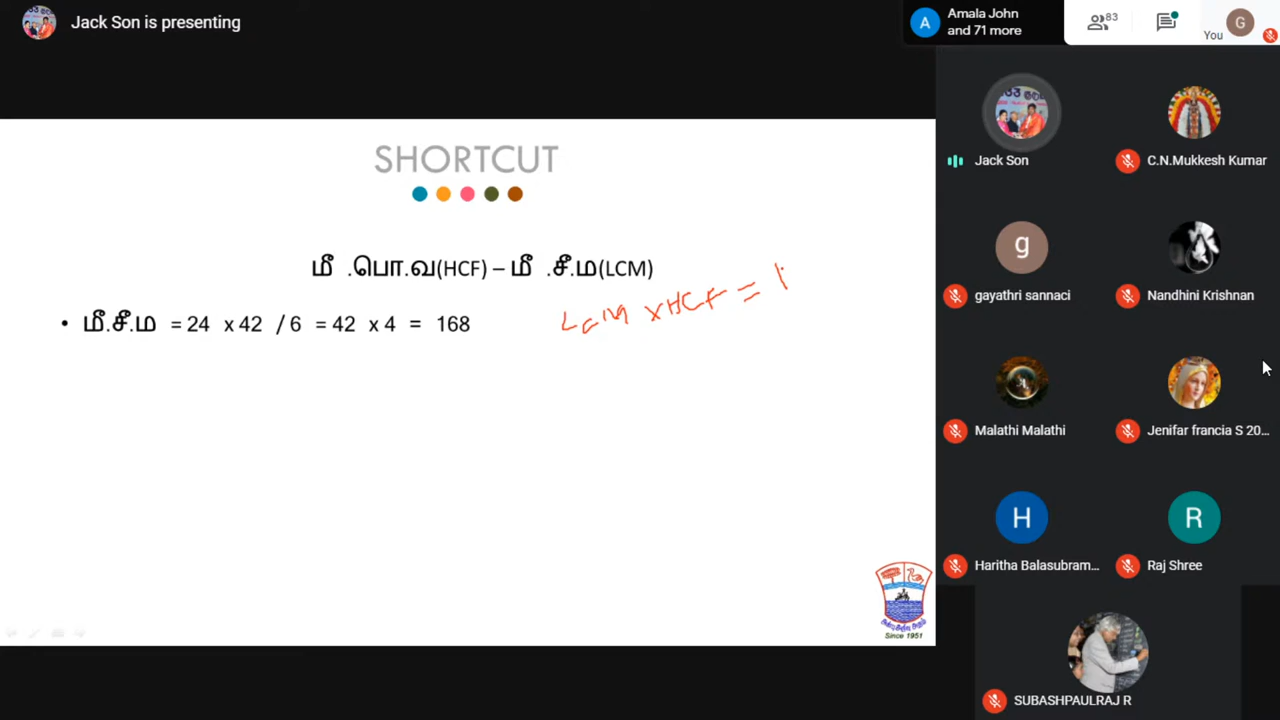 Jack Son is presenting
A
Amala John
and 71 more
83
You
G
SHORTCUT
மீ .பொ.வ(HCF) – மீ .சீ.ம(LCM)
• மீ.சீ.ம = 24 x 42 / 6 = 42 x 4 = 168
LCM x HCF = 1
Since 1951
Jack Son
C.N.Mukkesh Kumar
g
gayathri sannaci
Nandhini Krishnan
Malathi Malathi
Jenifar francia S 20...
H
Haritha Balasubram...
R
Raj Shree
SUBASHPAULRAJ R